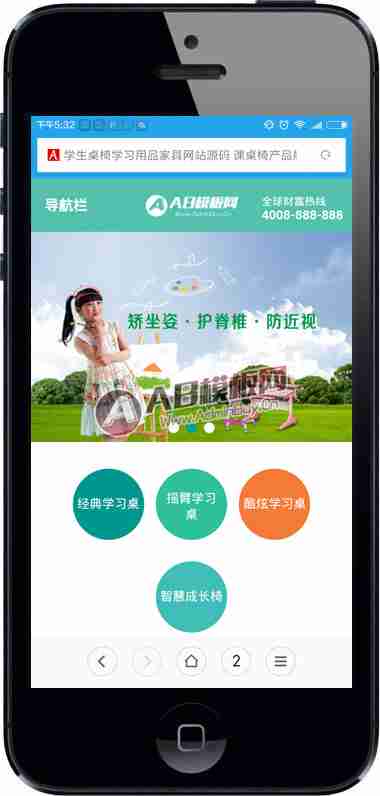 下午5:32
学生桌椅学习用品家具网站源码 课桌椅产品展
导航栏
AB模板网
全球财富热线
4008-888-888
矫坐姿·护脊椎·防近视
AB模板网
www.AdminBuy.cn
经典学习桌
摇臂学习
桌
酷炫学习桌
智慧成长椅
2